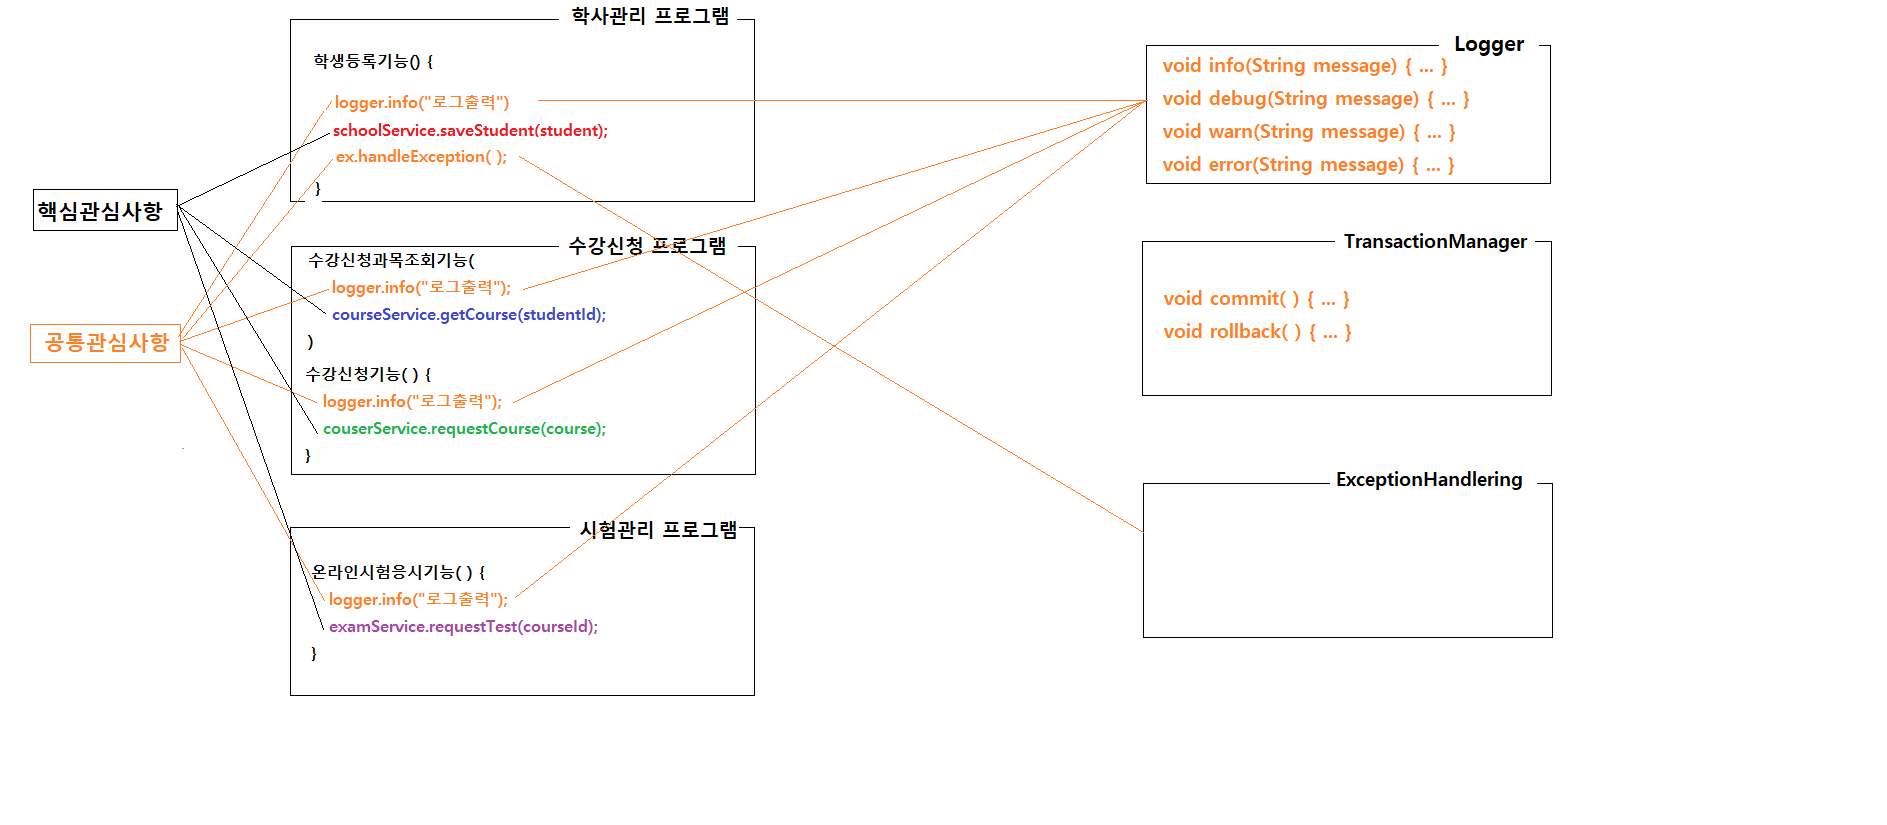 핵심관심사항
공통관심사항
학사관리 프로그램
학생등록기능() {
logger.info("로그출력")
schoolService.saveStudent(student);
ex.handleException( );
}
수강신청 프로그램
수강신청과목조회기능(
logger.info("로그출력");
courseService.getCourse(studentId);
)
수강신청기능( ) {
logger.info("로그출력");
couserService.requestCourse(course);
}
시험관리 프로그램
온라인시험응시기능( ) {
logger.info("로그출력");
examService.requestTest(courseId);
}
Logger
void info(String message) { ... }
void debug(String message) { ... }
void warn(String message) { ... }
void error(String message) { ... }
TransactionManager
void commit( ) { ... }
void rollback( ) { ... }
ExceptionHandlering